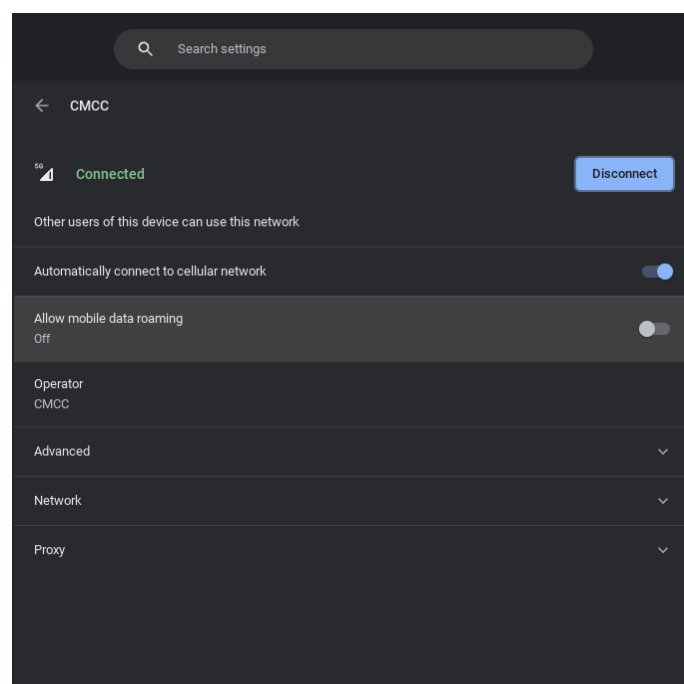 Search settings
CMCC
5G
Connected
Disconnect
Other users of this device can use this network
Automatically connect to cellular network
Allow mobile data roaming
Off
Operator
CMCC
Advanced
Network
Proxy